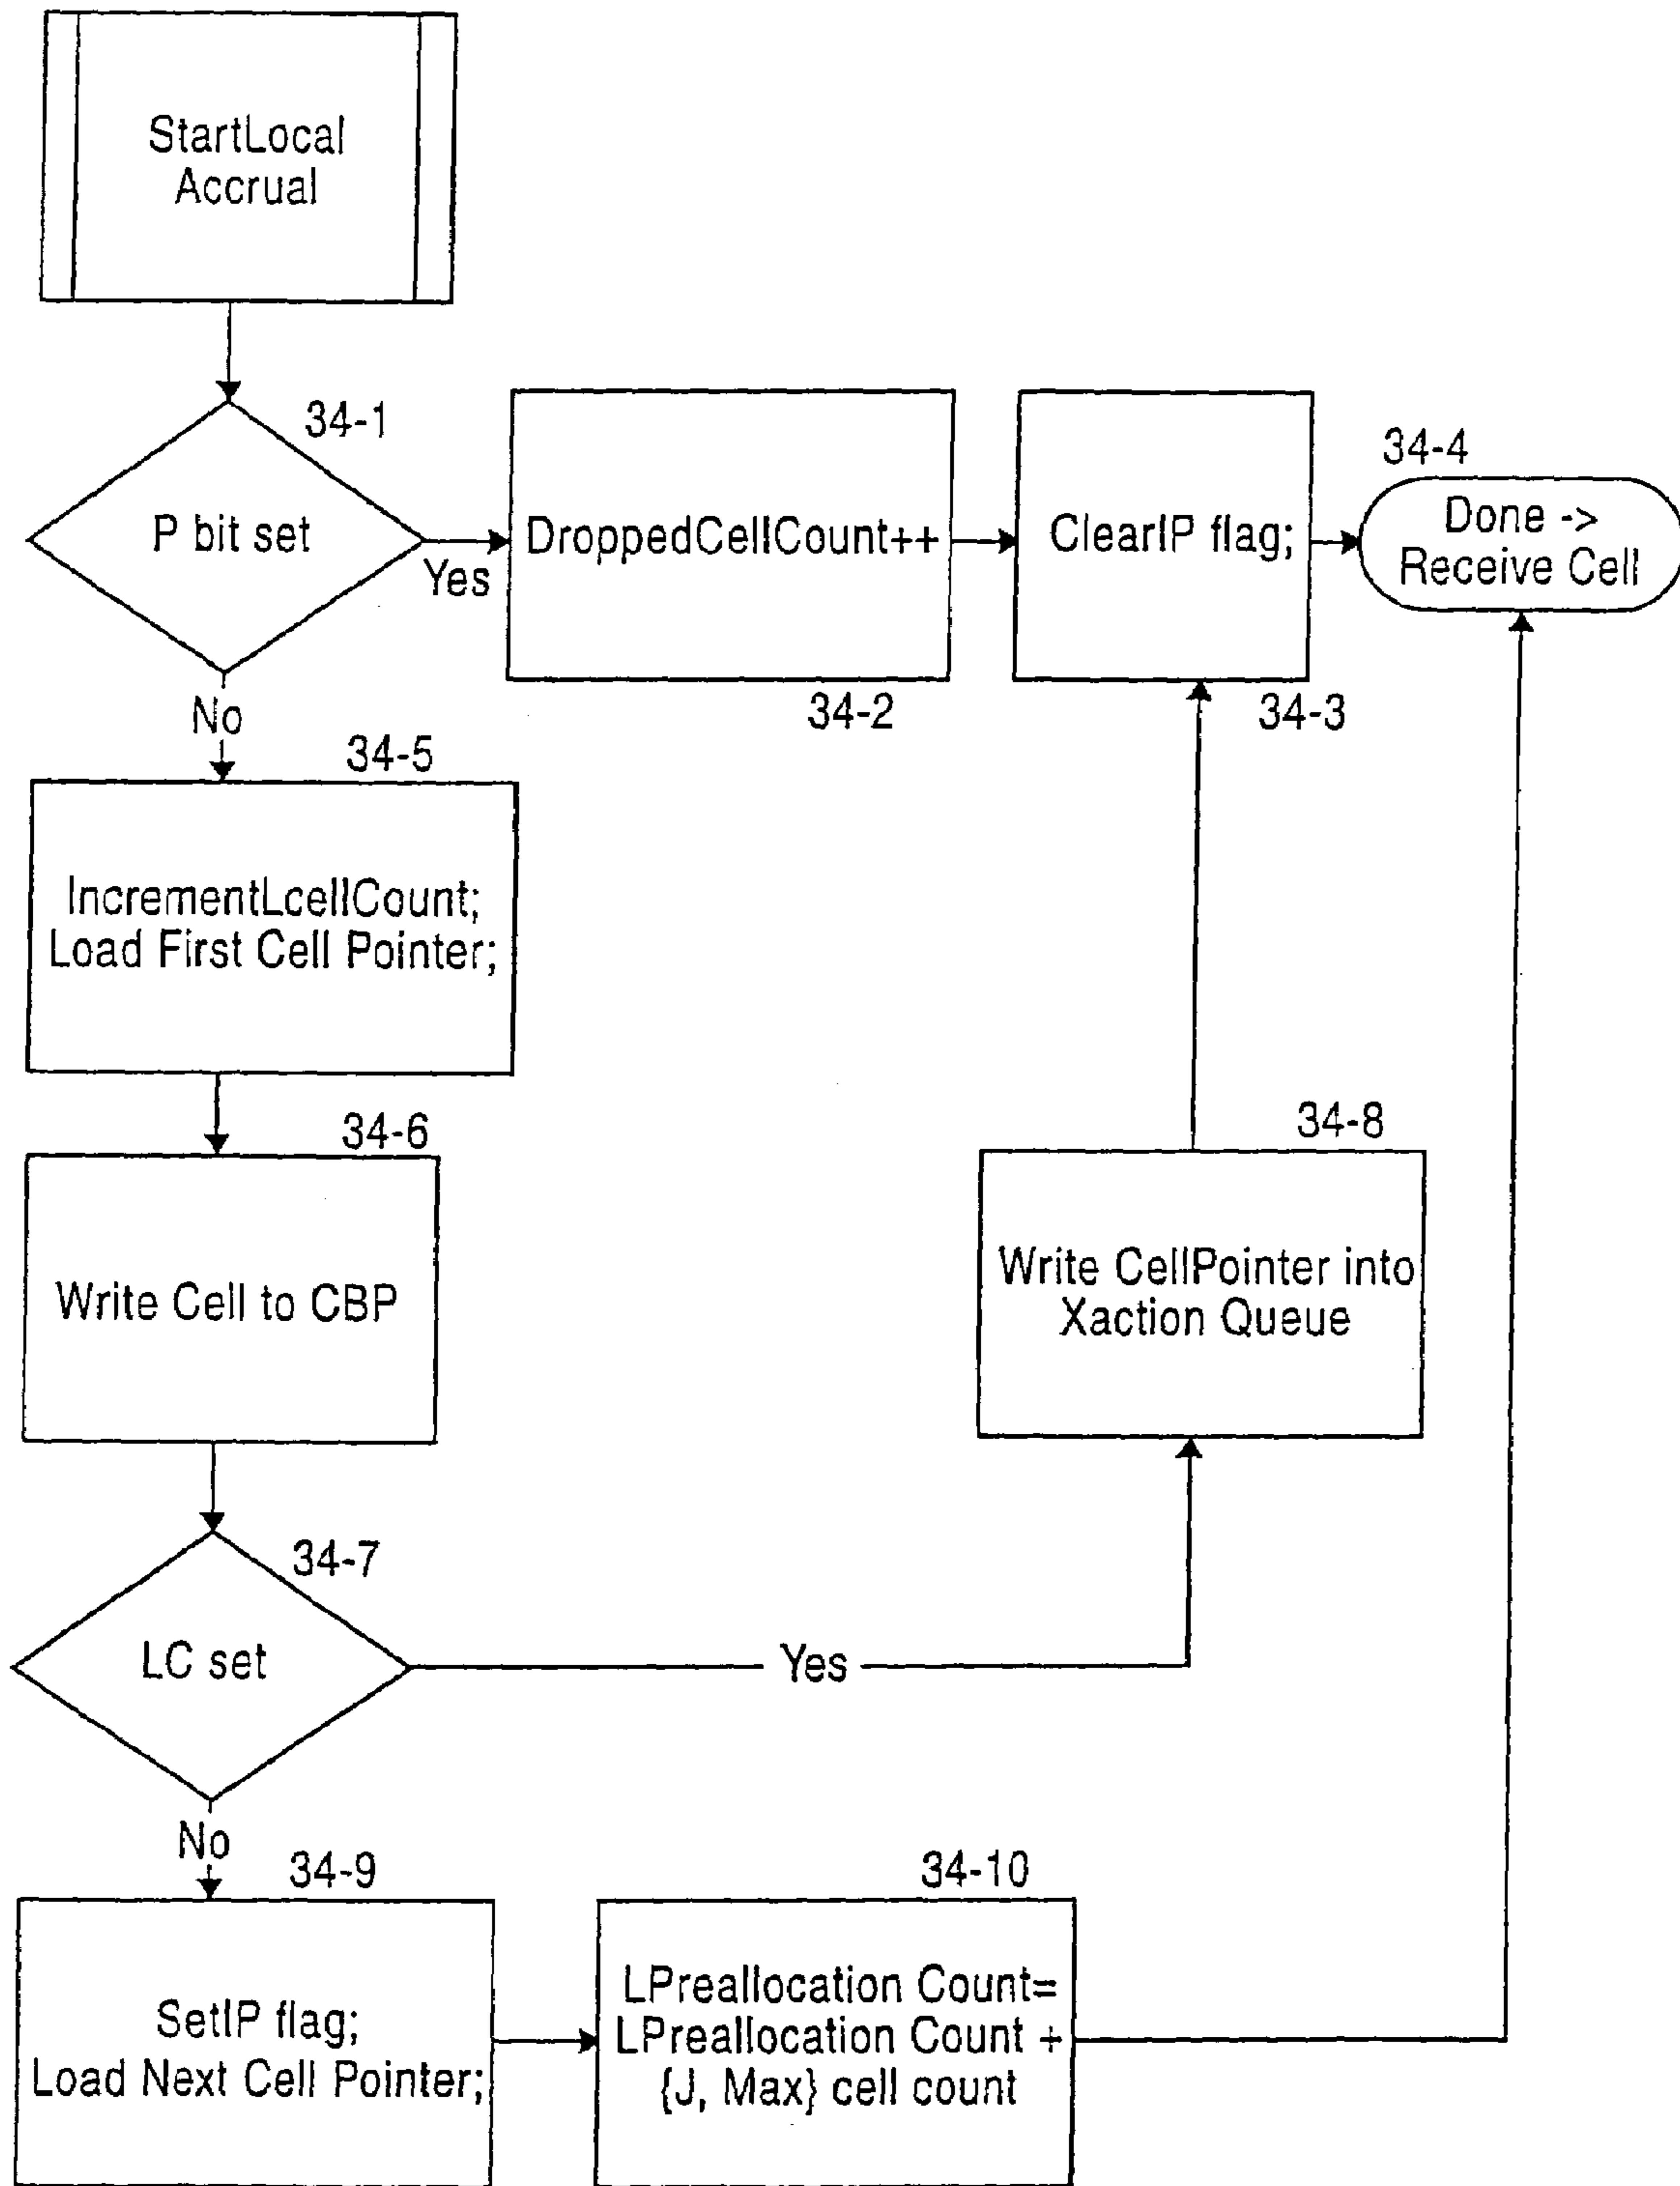 StartLocal
Accrual
34-1
P bit set
Yes
No
DroppedCellCount++
34-2
ClearIP flag;
34-3
34-4
Done ->
Receive Cell
34-5
IncrementLcellCount;
Load First Cell Pointer;
34-6
Write Cell to CBP
34-7
LC set
Yes
No
34-8
Write CellPointer into
Xaction Queue
34-9
SetIP flag;
Load Next Cell Pointer;
34-10
LPreallocation Count=
LPreallocation Count +
{J, Max} cell count